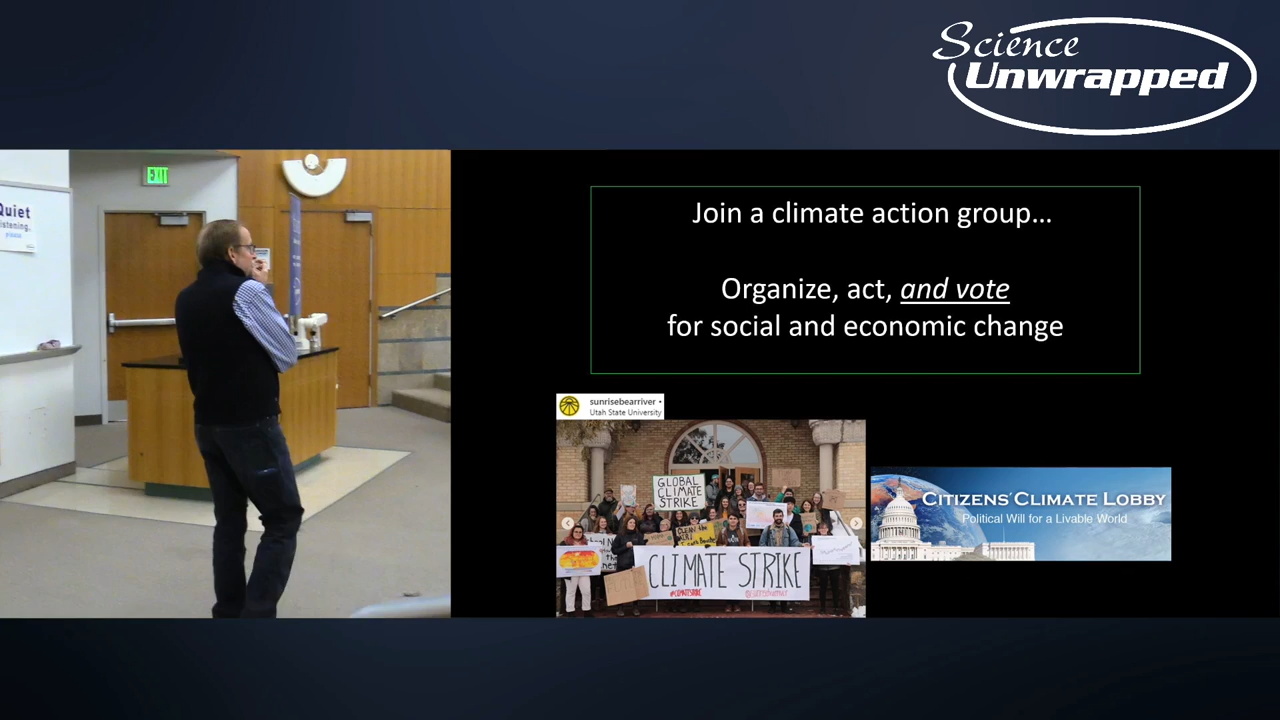 Science
Unwrapped
EXIT
Quiet
listening.
Join a climate action group...
Organize, act, and vote
for social and economic change
sunrisebearriver •
Utah State University
GLOBAL
CLIMATE
STRIKE
CLIMATE STRIKE
CITIZENS' CLIMATE LOBBY
Political Will for a Livable World